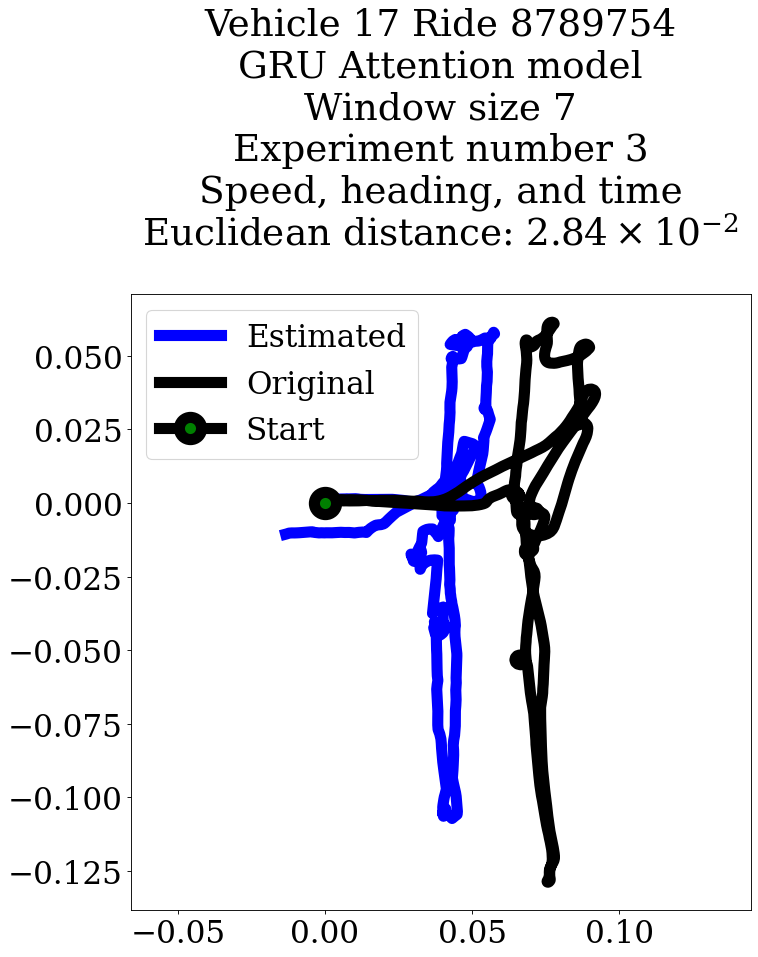 Vehicle 17 Ride 8789754
GRU Attention model
Window size 7
Experiment number 3
Speed, heading, and time
Euclidean distance: 2.84 × 10⁻²
Estimated
Original
Start
0.050
0.025
0.000
−0.025
−0.050
−0.075
−0.100
−0.125
−0.05 0.00 0.05 0.10